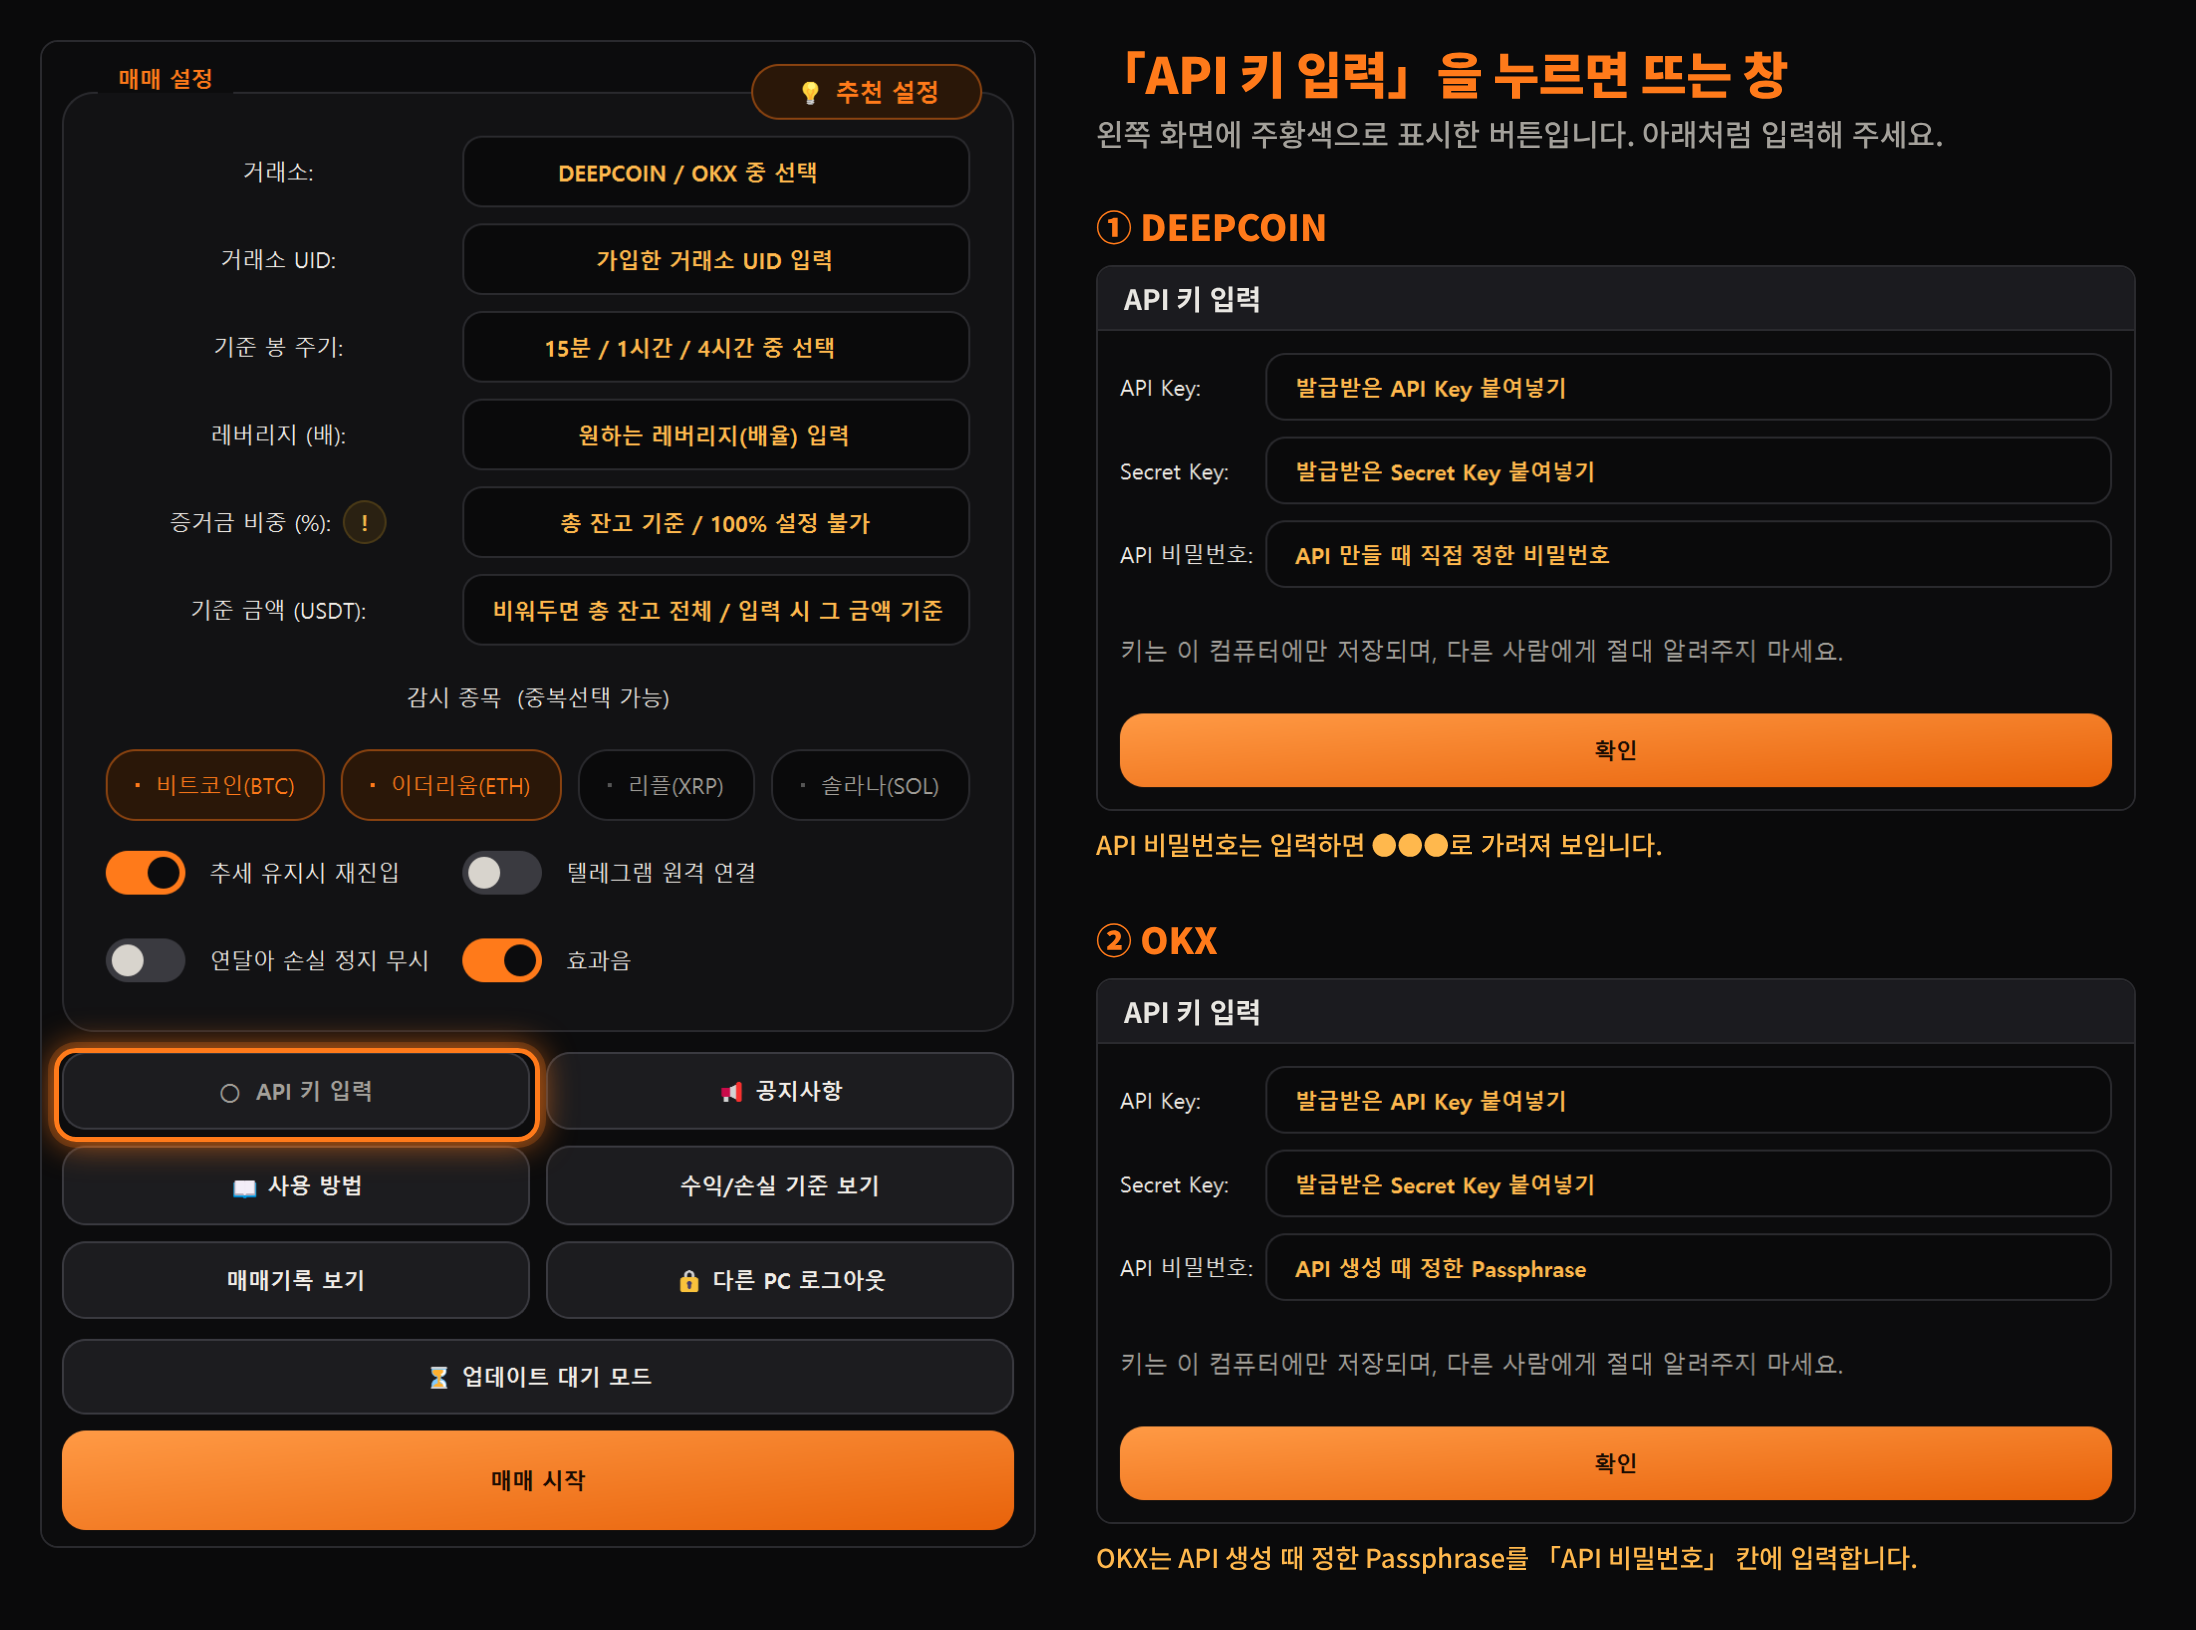 매매 설정
💡 추천 설정
거래소: DEEPCOIN / OKX 중 선택
거래소 UID: 가입한 거래소 UID 입력
기준 봉 주기: 15분 / 1시간 / 4시간 중 선택
레버리지 (배): 원하는 레버리지(배율) 입력
증거금 비중 (%): ! 총 잔고 기준 / 100% 설정 불가
기준 금액 (USDT): 비워두면 총 잔고 전체 / 입력 시 그 금액 기준
감시 종목 (중복선택 가능)
· 비트코인(BTC) · 이더리움(ETH) · 리플(XRP) · 솔라나(SOL)
추세 유지시 재진입 텔레그램 원격 연결
연달아 손실 정지 무시 효과음
○ API 키 입력 📢 공지사항
📖 사용 방법 수익/손실 기준 보기
매매기록 보기 🔒 다른 PC 로그아웃
⏳ 업데이트 대기 모드
매매 시작
「API 키 입력」을 누르면 뜨는 창
왼쪽 화면에 주황색으로 표시한 버튼입니다. 아래처럼 입력해 주세요.
① DEEPCOIN
API 키 입력
API Key: 발급받은 API Key 붙여넣기
Secret Key: 발급받은 Secret Key 붙여넣기
API 비밀번호: API 만들 때 직접 정한 비밀번호
키는 이 컴퓨터에만 저장되며, 다른 사람에게 절대 알려주지 마세요.
확인
API 비밀번호는 입력하면 ●●●로 가려져 보입니다.
② OKX
API 키 입력
API Key: 발급받은 API Key 붙여넣기
Secret Key: 발급받은 Secret Key 붙여넣기
API 비밀번호: API 생성 때 정한 Passphrase
키는 이 컴퓨터에만 저장되며, 다른 사람에게 절대 알려주지 마세요.
확인
OKX는 API 생성 때 정한 Passphrase를 「API 비밀번호」 칸에 입력합니다.